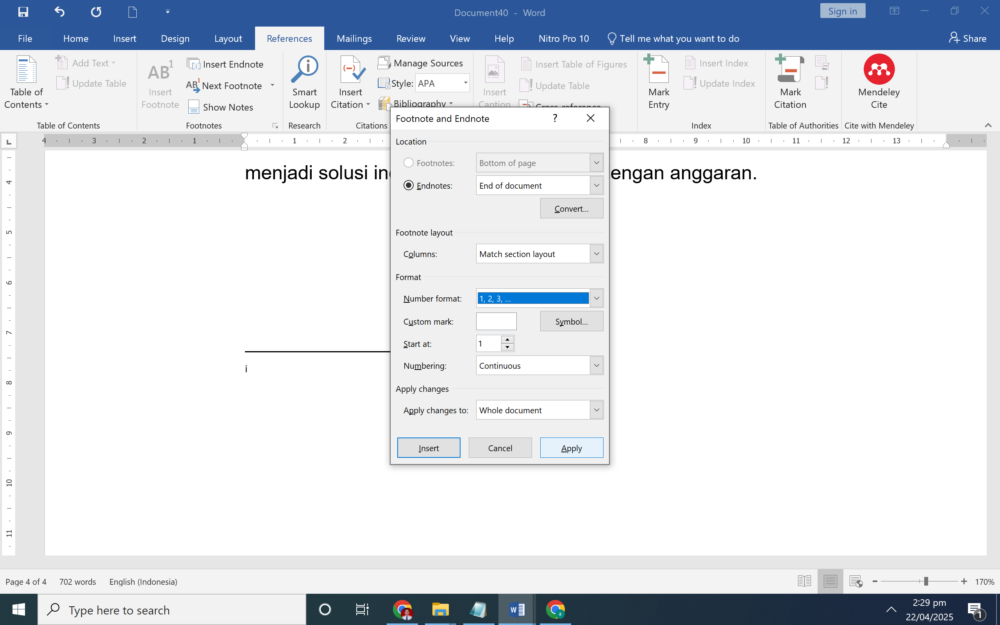 Document40 - Word
Sign in
File Home Insert Design Layout References Mailings Review View Help Nitro Pro 10 Tell me what you want to do Share
Table of Contents
Add Text
Update Table
Table of Contents
AB1
Insert Footnote
Insert Endnote
Next Footnote
Show Notes
Footnotes
Smart Lookup
Research
Insert Citation
Manage Sources
Style: APA
Bibliography
Citations
Insert Caption
Insert Table of Figures
Update Table
Cross-reference
Mark Entry
Insert Index
Update Index
Index
Mark Citation
Table of Authorities
Mendeley Cite
Cite with Mendeley
4 3 2 1 1 2 8 9 10 11 12 13
4
5
6
7
8
9
10
11
menjadi solusi engan anggaran.
i
Footnote and Endnote ?
Location
Footnotes: Bottom of page
Endnotes: End of document
Convert...
Footnote layout
Columns: Match section layout
Format
Number format: 1, 2, 3, ...
Custom mark: Symbol...
Start at: 1
Numbering: Continuous
Apply changes
Apply changes to: Whole document
Insert Cancel Apply
Page 4 of 4 702 words English (Indonesia) 170%
Type here to search
2:29 pm
22/04/2025
1